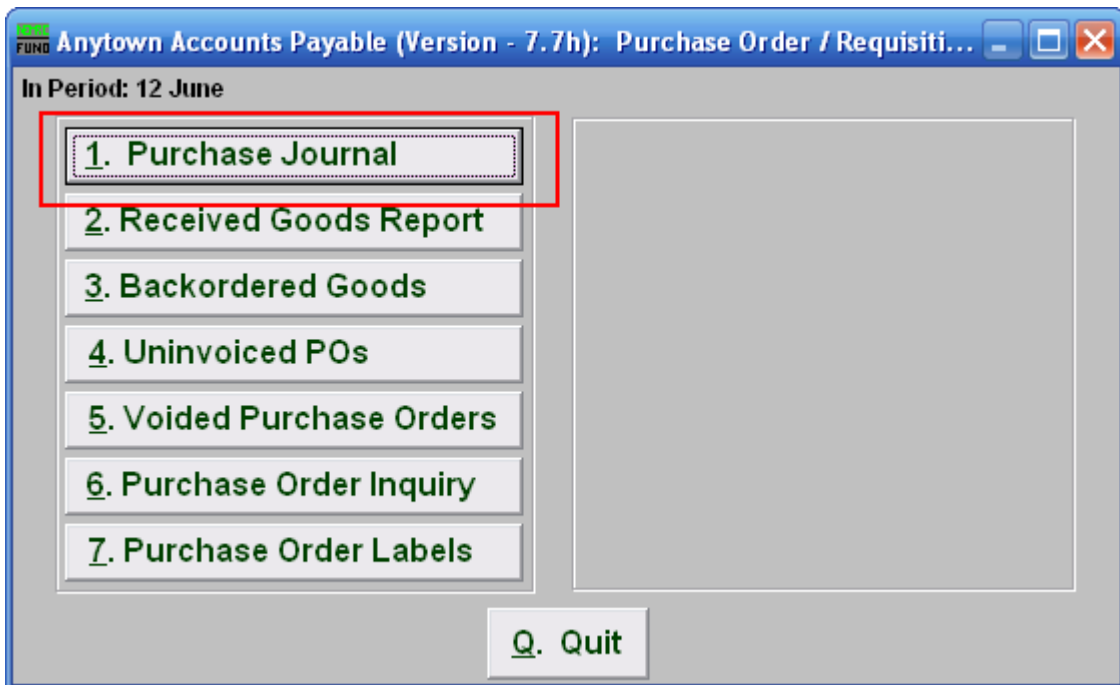 FUND Anytown Accounts Payable (Version - 7.7h): Purchase Order / Requisiti...
In Period: 12 June
1. Purchase Journal
2. Received Goods Report
3. Backordered Goods
4. Uninvoiced POs
5. Voided Purchase Orders
6. Purchase Order Inquiry
7. Purchase Order Labels
Q. Quit